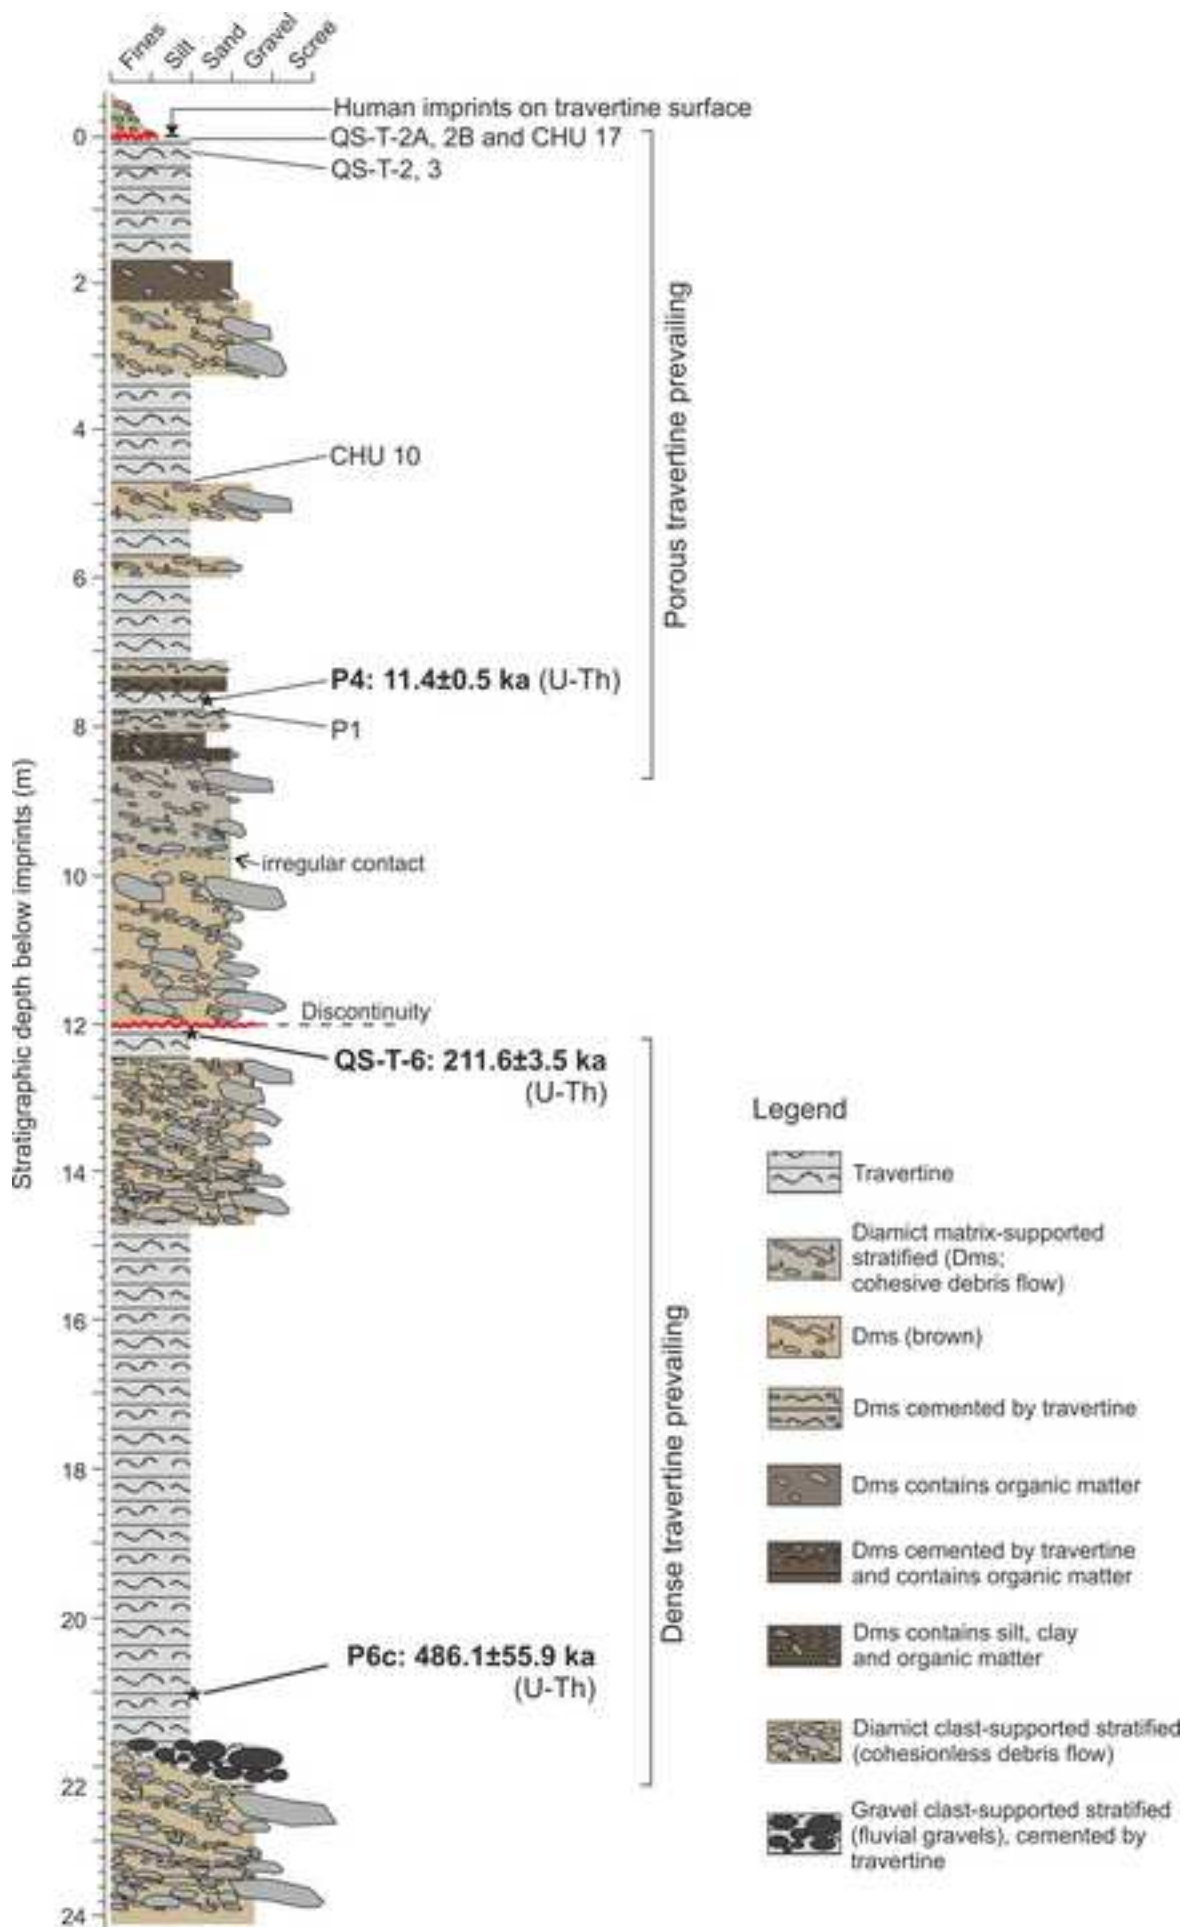 Fines
Silt
Sand
Gravel
Scree
Human imprints on travertine surface
0
QS-T-2A, 2B and CHU 17
QS-T-2, 3
2
Porous travertine prevailing
4
CHU 10
6
P4: 11.4±0.5 ka (U-Th)
8
P1
Stratigraphic depth below imprints (m)
irregular contact
10
Discontinuity
12
QS-T-6: 211.6±3.5 ka
(U-Th)
14
16
Dense travertine prevailing
18
20
P6c: 486.1±55.9 ka
(U-Th)
22
24
Legend
Travertine
Diamict matrix-supported
stratified (Dms;
cohesive debris flow)
Dms (brown)
Dms cemented by travertine
Dms contains organic matter
Dms cemented by travertine
and contains organic matter
Dms contains silt, clay
and organic matter
Diamict clast-supported stratified
(cohesionless debris flow)
Gravel clast-supported stratified
(fluvial gravels), cemented by
travertine